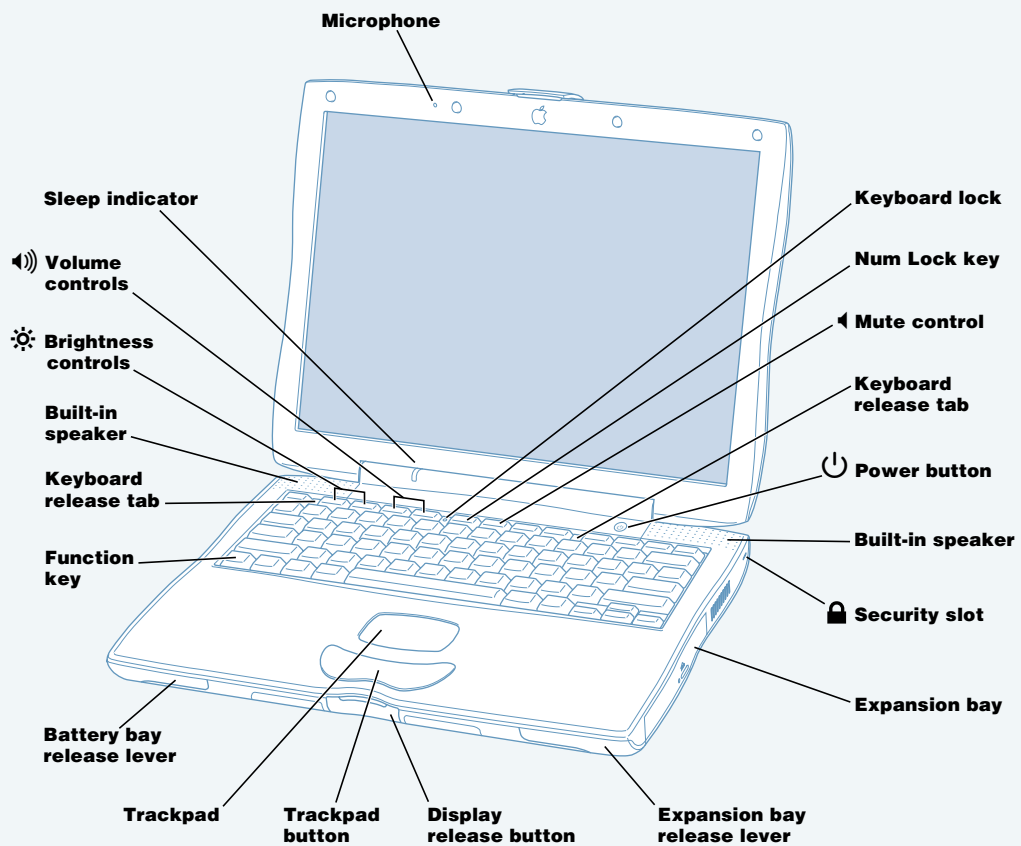 Microphone
Sleep indicator
Volume
controls
Brightness
controls
Built-in
speaker
Keyboard
release tab
Function
key
Battery bay
release lever
Trackpad
Trackpad
button
Display
release button
Expansion bay
release lever
Keyboard lock
Num Lock key
Mute control
Keyboard
release tab
Power button
Built-in speaker
Security slot
Expansion bay